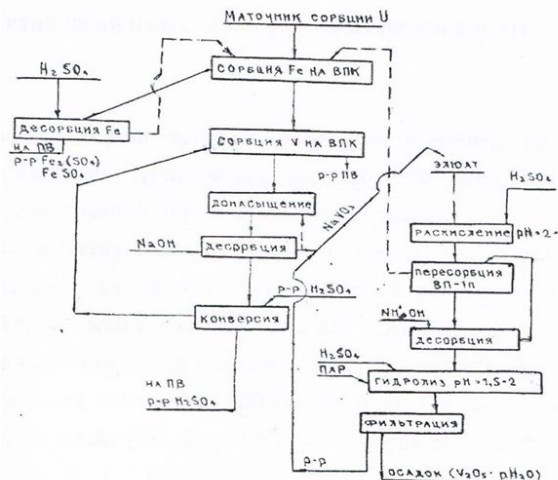 МАТОЧНИК СОРБЦИИ U
СОРБЦИЯ Fe НА ВПК
H₂SO₄
ДЕСОРБЦИЯ Fe
НА ПВ
р-р Fe₂(SO₄)
FeSO₄
СОРБЦИЯ V НА ВПК
р-р ПВ
ДОНАСЫЩЕНИЕ
NaOH
ДЕСОРБЦИЯ
NaVO₃
р-р H₂SO₄
КОНВЕРСИЯ
НА ПВ
р-р H₂SO₄
ЭЛЮАТ
H₂SO₄
РАСКИСЛЕНИЕ pH-2-
ПЕРЕСОРБЦИЯ
ВП-1п
NH₄OH
ДЕСОРБЦИЯ
H₂SO₄
ПАР
ГИДРОЛИЗ pH=1,5-2
ФИЛЬТРАЦИЯ
р-р
ОСАДОК (V₂O₅·nH₂O)